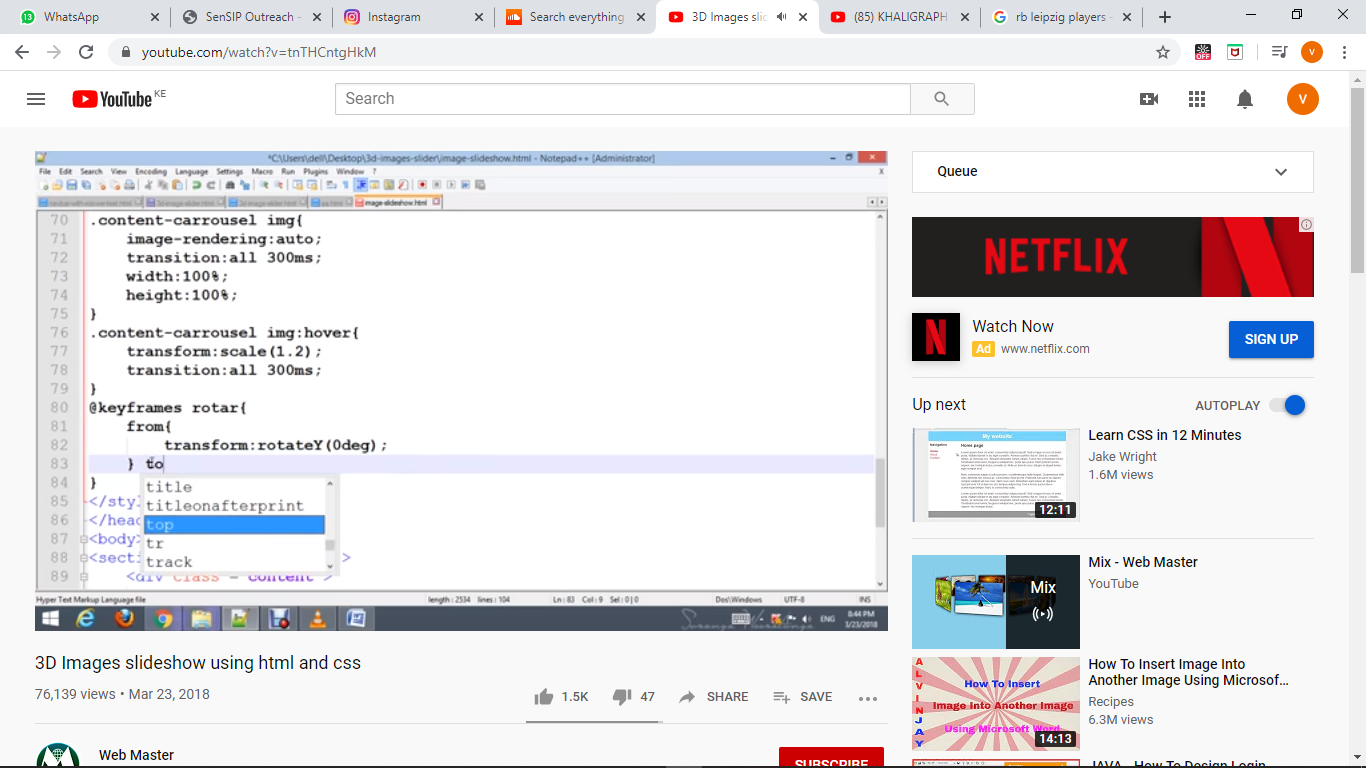 WhatsApp
SenSIP Outreach -
Instagram
Search everything
3D Images slid
(85) KHALIGRAPH
rb leipzig players -
youtube.com/watch?v=tnTHCntgHkM
OFF
V
YouTube KE
Search
V
*C:\Users\dell\Desktop\3d-images-slider\image-slideshow.html - Notepad++ [Administrator]
File Edit Search View Encoding Language Settings Macro Run Plugins Window ?
X
image-slideshow.html
70 .content-carrousel img{
71 image-rendering:auto;
72 transition:all 300ms;
73 width:100%;
74 height:100%;
75 }
76 .content-carrousel img:hover{
77 transform:scale(1.2);
78 transition:all 300ms;
79 }
80 @keyframes rotar{
81 from{
82 transform:rotateY(0deg);
83 } to
84 }
85 </styl
86 </head
87 <body>
88 <secti >
89 <div class = "content">
title
titleonafterprint
top
tr
track
Hyper Text Markup Language file
length : 2534 lines : 104
Ln : 83 Col : 9 Sel : 0 | 0
Dos\Windows
UTF-8
INS
ENG
8:44 PM
3/23/2018
3D Images slideshow using html and css
76,139 views • Mar 23, 2018
1.5K
47
SHARE
SAVE
Web Master
SUBSCRIBE
Queue
NETFLIX
N
Watch Now
Ad www.netflix.com
SIGN UP
Up next
AUTOPLAY
My website
Home page
12:11
Learn CSS in 12 Minutes
Jake Wright
1.6M views
Mix
Mix - Web Master
YouTube
ALVINJAY
How To Insert
Image Into Another Image
Using Microsoft Word
14:13
How To Insert Image Into
Another Image Using Microsof…
Recipes
6.3M views
JAVA - How To Design Login